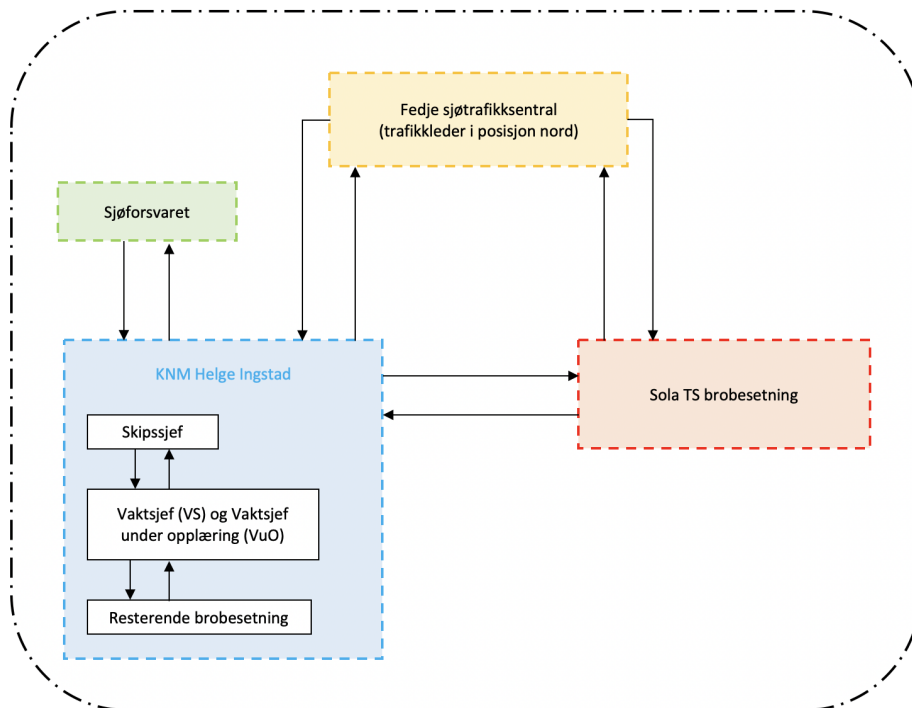 Fedje sjøtrafikksentral
(trafikkleder i posisjon nord)
Sjøforsvaret
KNM Helge Ingstad
Sola TS brobesetning
Skipssjef
Vaktsjef (VS) og Vaktsjef
under opplæring (VuO)
Resterende brobesetning